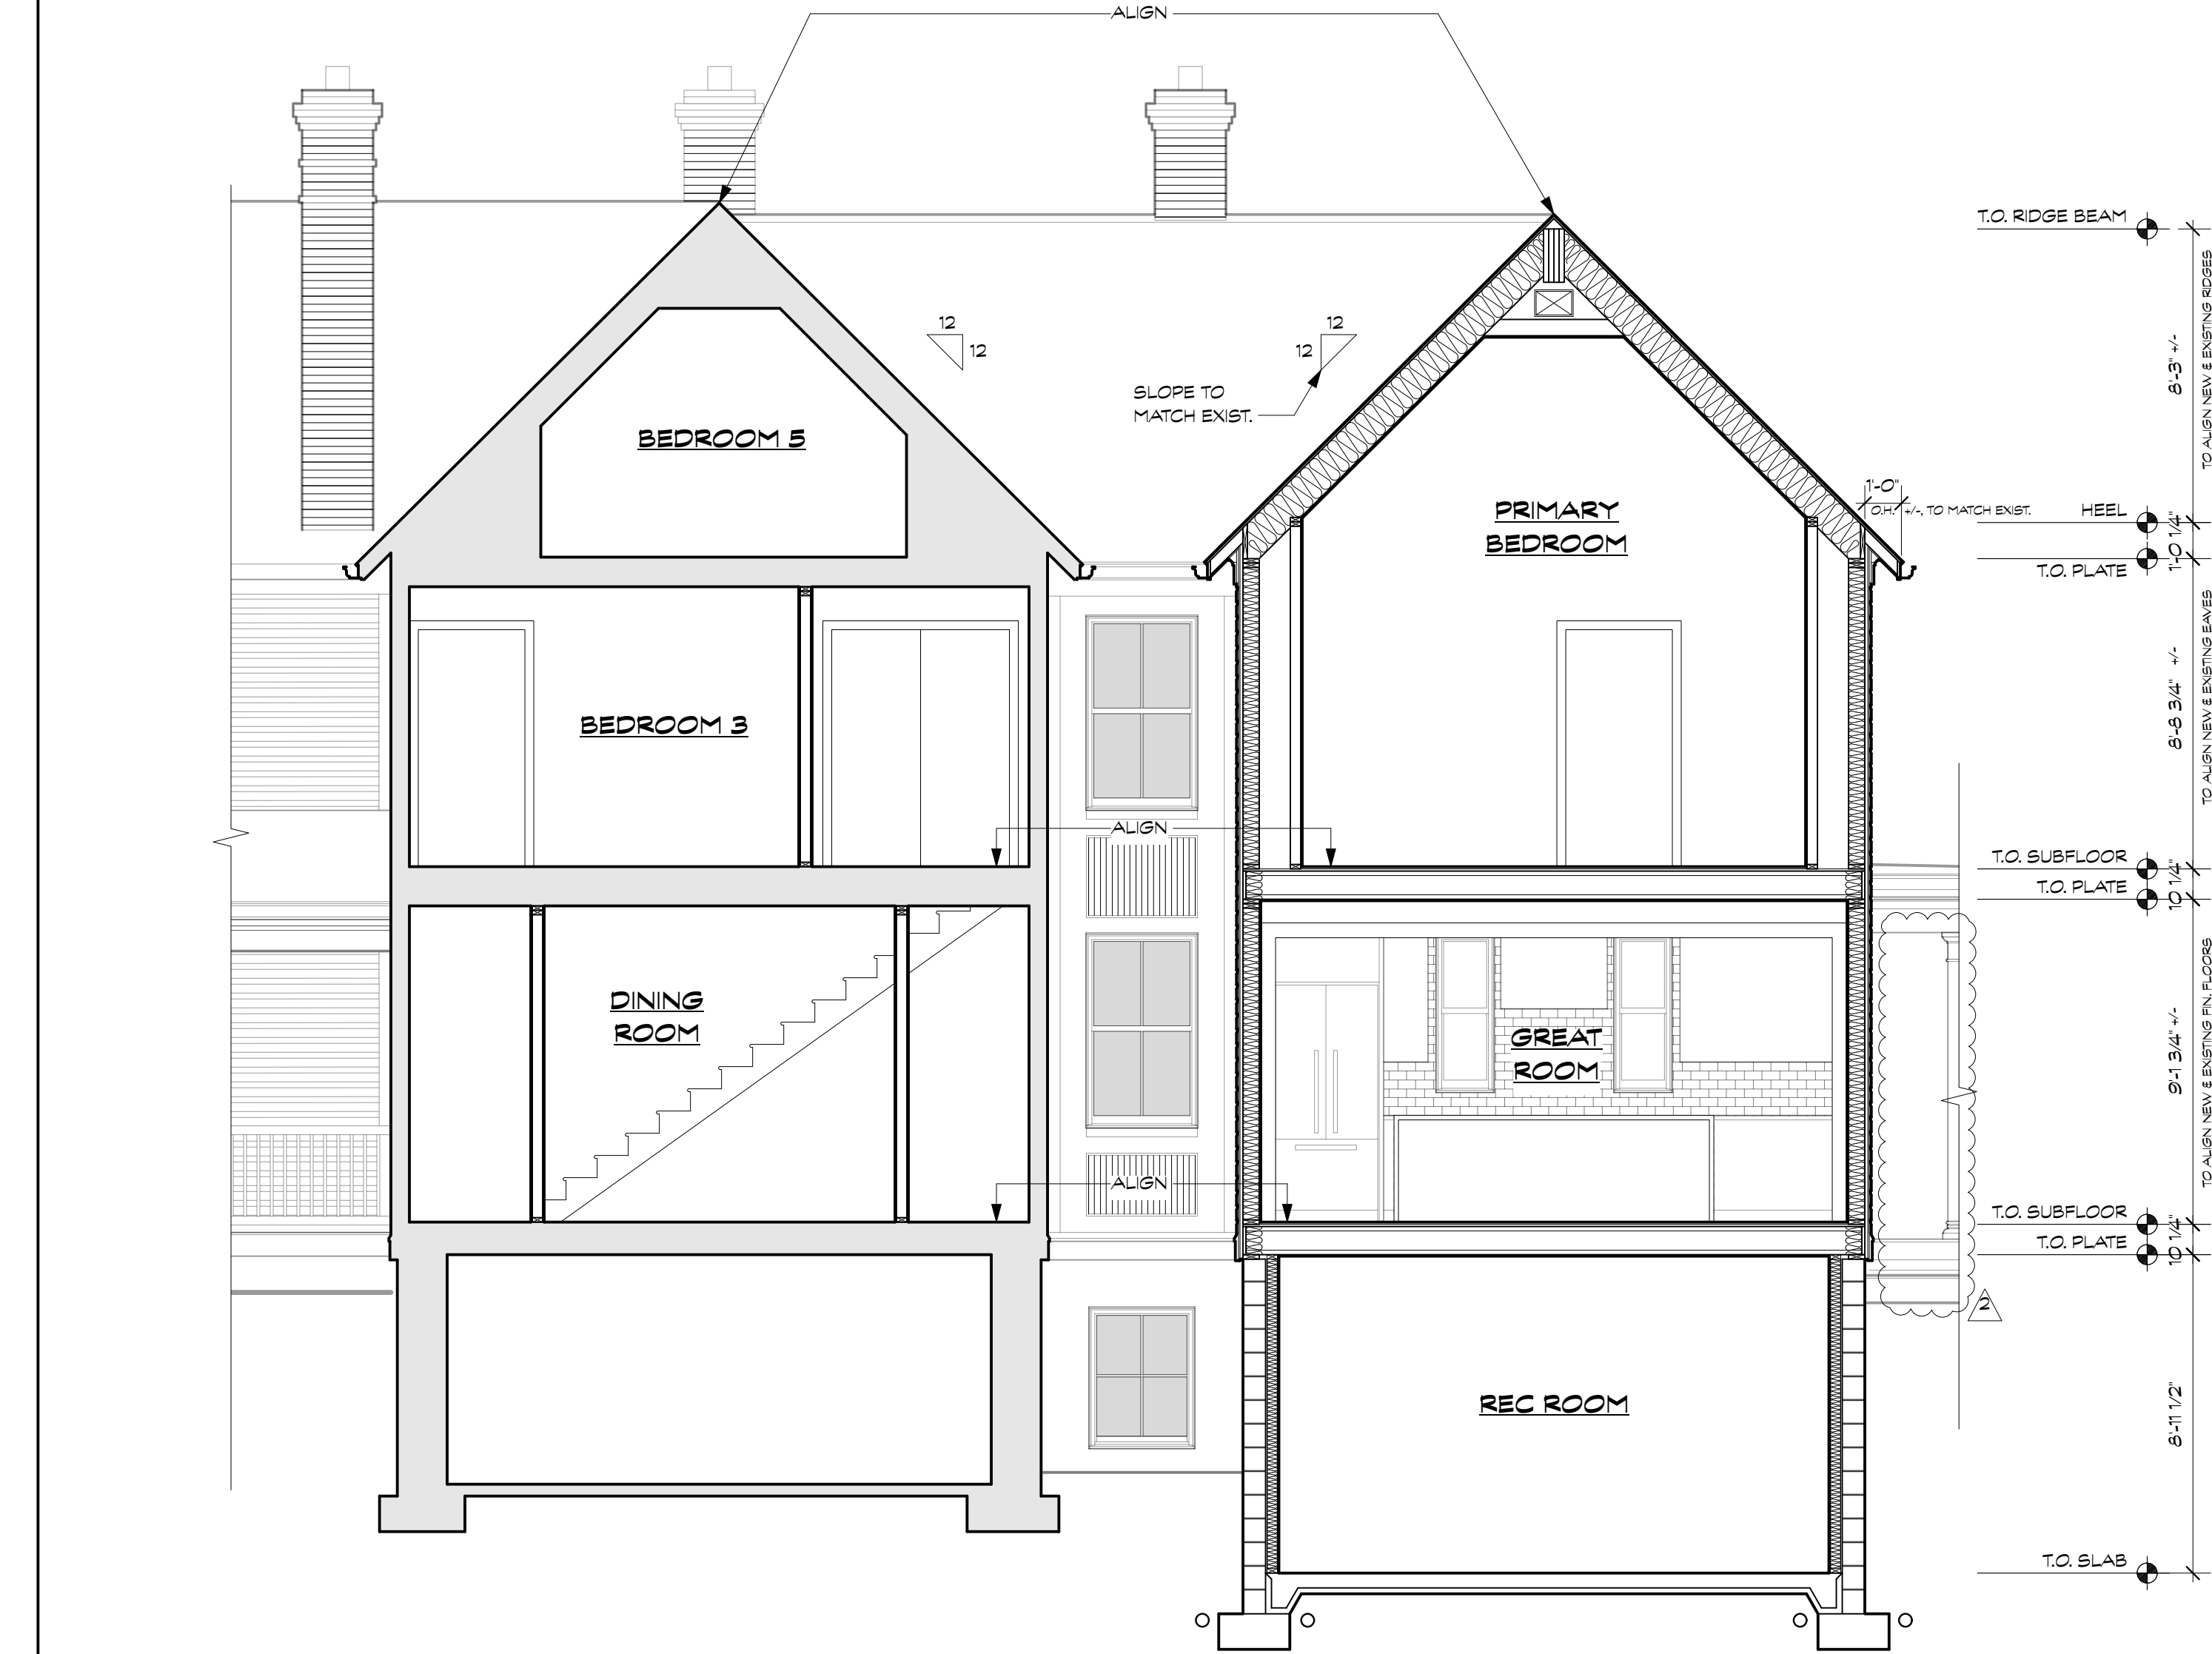 ALIGN
T.O. RIDGE BEAM
8'-3" +/-
TO ALIGN NEW & EXISTING RIDGES
12
12
12
12
SLOPE TO
MATCH EXIST.
BEDROOM 5
PRIMARY
BEDROOM
1'-0"
O.H. +/-, TO MATCH EXIST.
HEEL
1'-0 1/4"
T.O. PLATE
8'-8 3/4" +/-
TO ALIGN NEW & EXISTING EAVES
BEDROOM 3
ALIGN
T.O. SUBFLOOR
10 1/4"
T.O. PLATE
DINING
ROOM
GREAT
ROOM
9'-1 3/4" +/-
TO ALIGN NEW & EXISTING FIN. FLOORS
ALIGN
T.O. SUBFLOOR
10 1/4"
T.O. PLATE
2
REC ROOM
8'-11 1/2"
T.O. SLAB